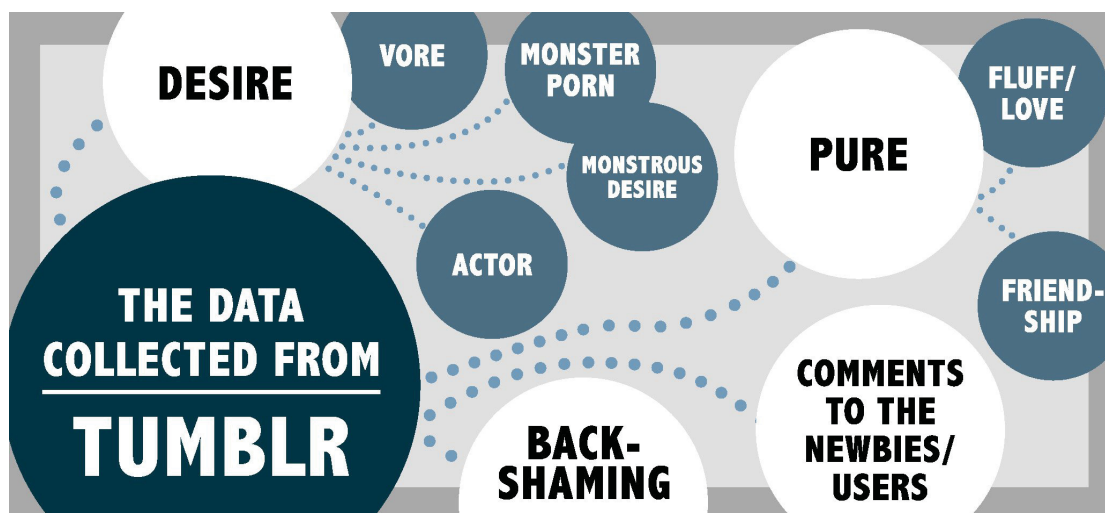 DESIRE
VORE
MONSTER
PORN
MONSTROUS
DESIRE
ACTOR
PURE
FLUFF/
LOVE
FRIEND-
SHIP
THE DATA
COLLECTED FROM
TUMBLR
BACK-
SHAMING
COMMENTS
TO THE
NEWBIES/
USERS